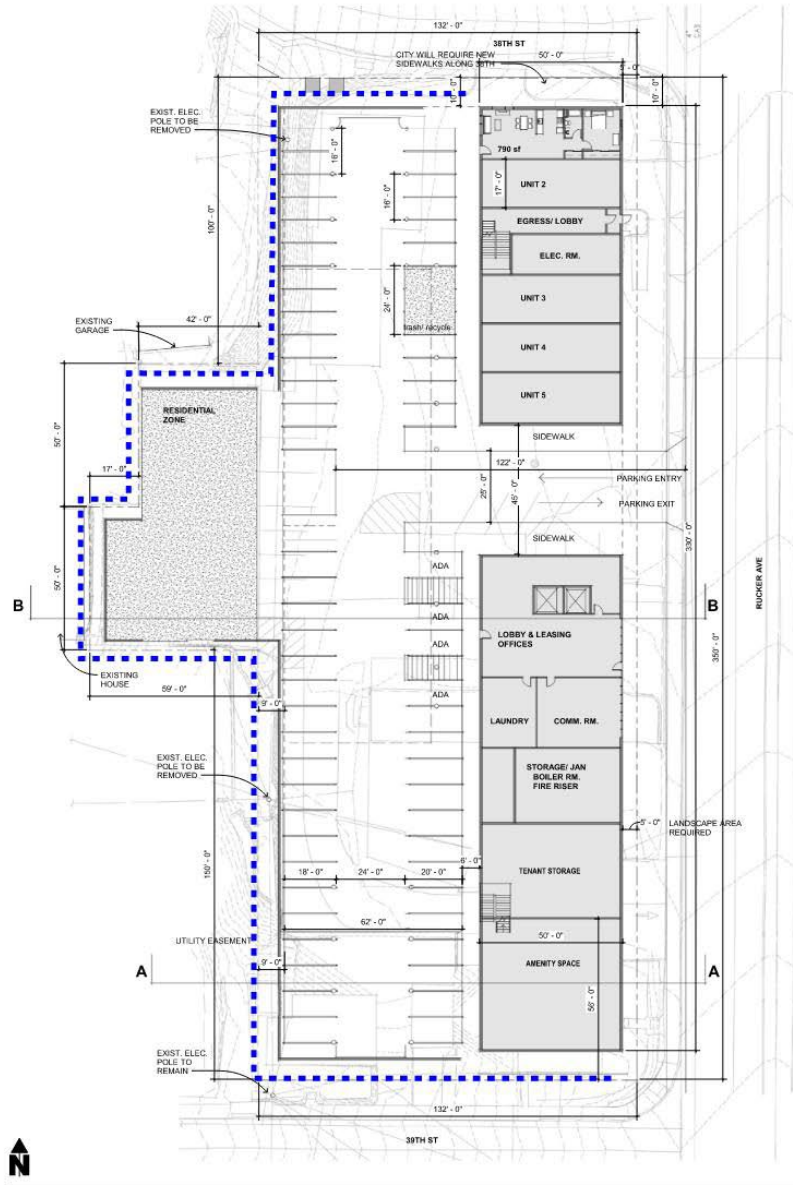 132' - 0"
38TH ST
CITY WILL REQUIRE NEW
SIDEWALKS ALONG 38TH
50' - 0"
10' - 0"
10' - 0"
EXIST. ELEC.
POLE TO BE
REMOVED
790 sf
16' - 0"
17' - 0"
UNIT 2
16' - 0"
EGRESS/ LOBBY
ELEC. RM.
100' - 0"
24' - 0"
UNIT 3
trash/ recycle
42' - 0"
EXISTING
GARAGE
UNIT 4
UNIT 5
RESIDENTIAL
ZONE
50' - 0"
SIDEWALK
122' - 0"
17' - 0"
25' - 0"
45' - 0"
PARKING ENTRY
PARKING EXIT
SIDEWALK
330' - 0"
RUCKER AVE
50' - 0"
ADA
ADA
B
B
ADA
LOBBY & LEASING
OFFICES
350' - 0"
EXISTING
HOUSE
59' - 0"
ADA
9' - 0"
LAUNDRY
COMM. RM.
EXIST. ELEC.
POLE TO BE
REMOVED
STORAGE/ JAN
BOILER RM.
FIRE RISER
5' - 0"
LANDSCAPE AREA
REQUIRED
150' - 0"
6' - 0"
18' - 0"
24' - 0"
20' - 0"
TENANT STORAGE
62' - 0"
UTILITY EASEMENT
50' - 0"
9' - 0"
A
A
AMENITY SPACE
56' - 0"
EXIST. ELEC.
POLE TO
REMAIN
132' - 0"
39TH ST
N